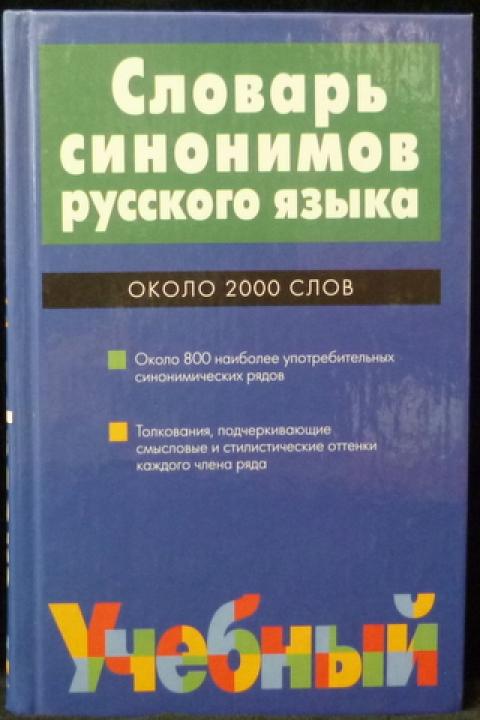 Словарь
синонимов
русского языка
ОКОЛО 2000 СЛОВ
Около 800 наиболее употребительных
синонимических рядов
Толкования, подчеркивающие
смысловые и стилистические оттенки
каждого члена ряда
Учебный